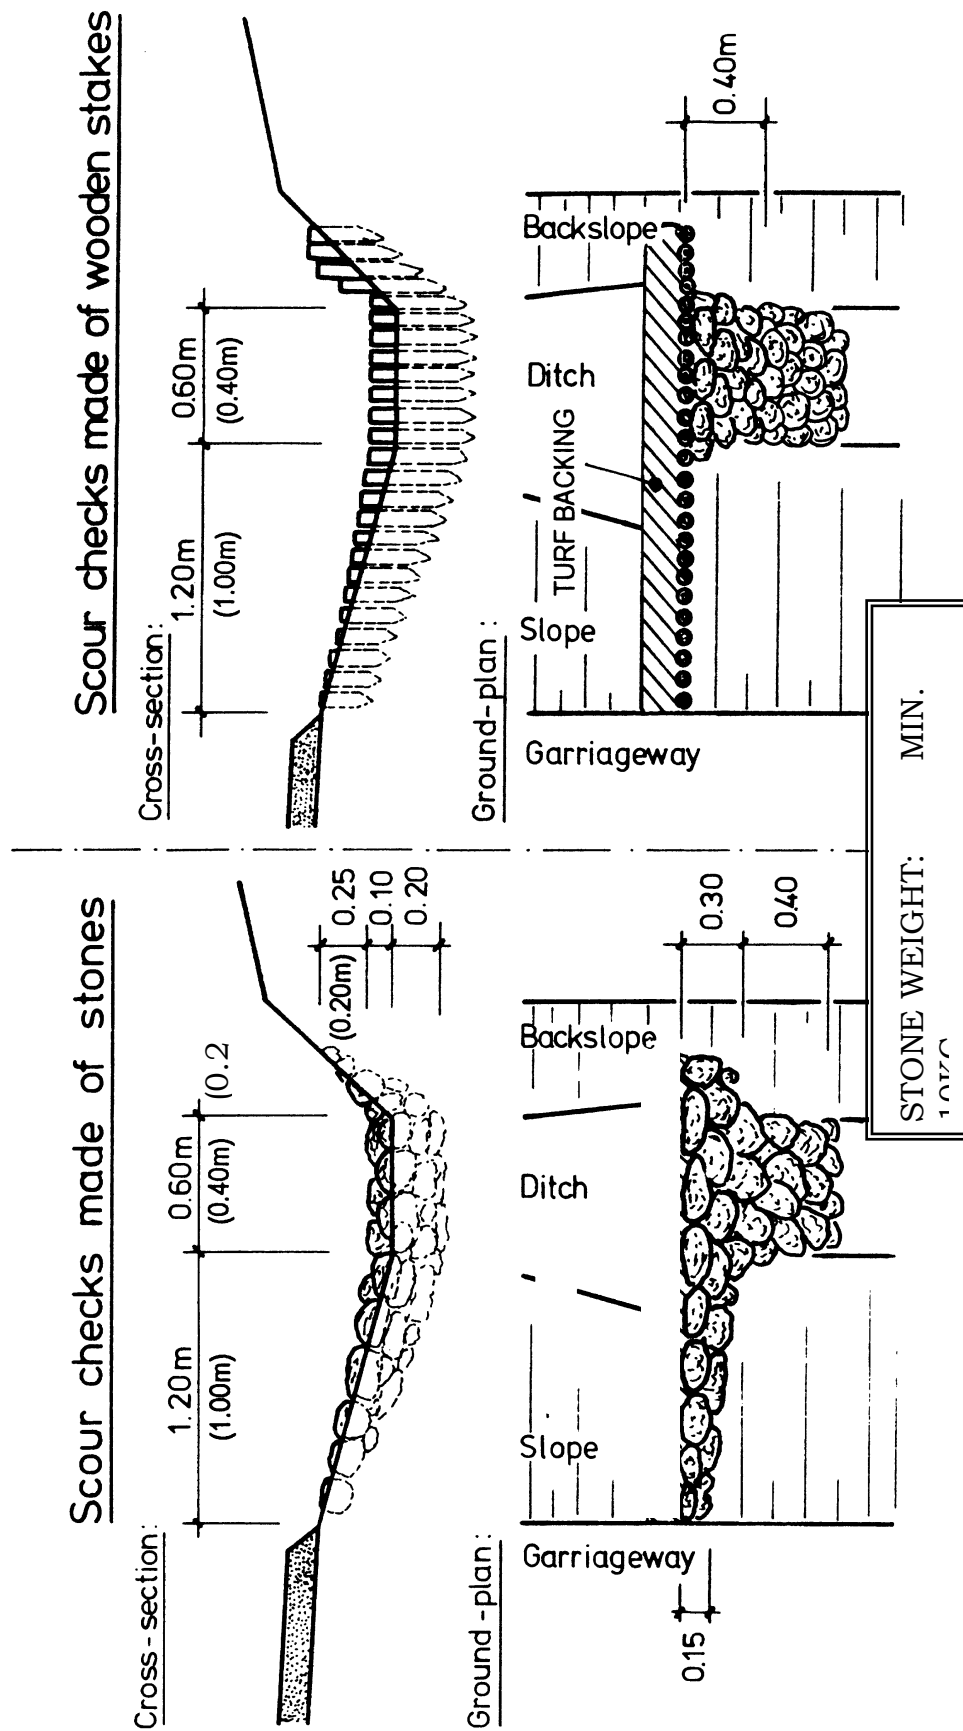 Scour checks made of stones
Cross-section:
1.20m
(1.00m)
0.60m
(0.40m)
(0.2
(0.20m)
0.25
0.10
0.20
Ground-plan:
Garriageway
Slope
Ditch
Backslope
0.15
0.30
0.40
STONE WEIGHT: MIN.
10KG
Scour checks made of wooden stakes
Cross-section:
1.20m
(1.00m)
0.60m
(0.40m)
Ground-plan:
Garriageway
Slope
TURF BACKING
Ditch
Backslope
0.40m